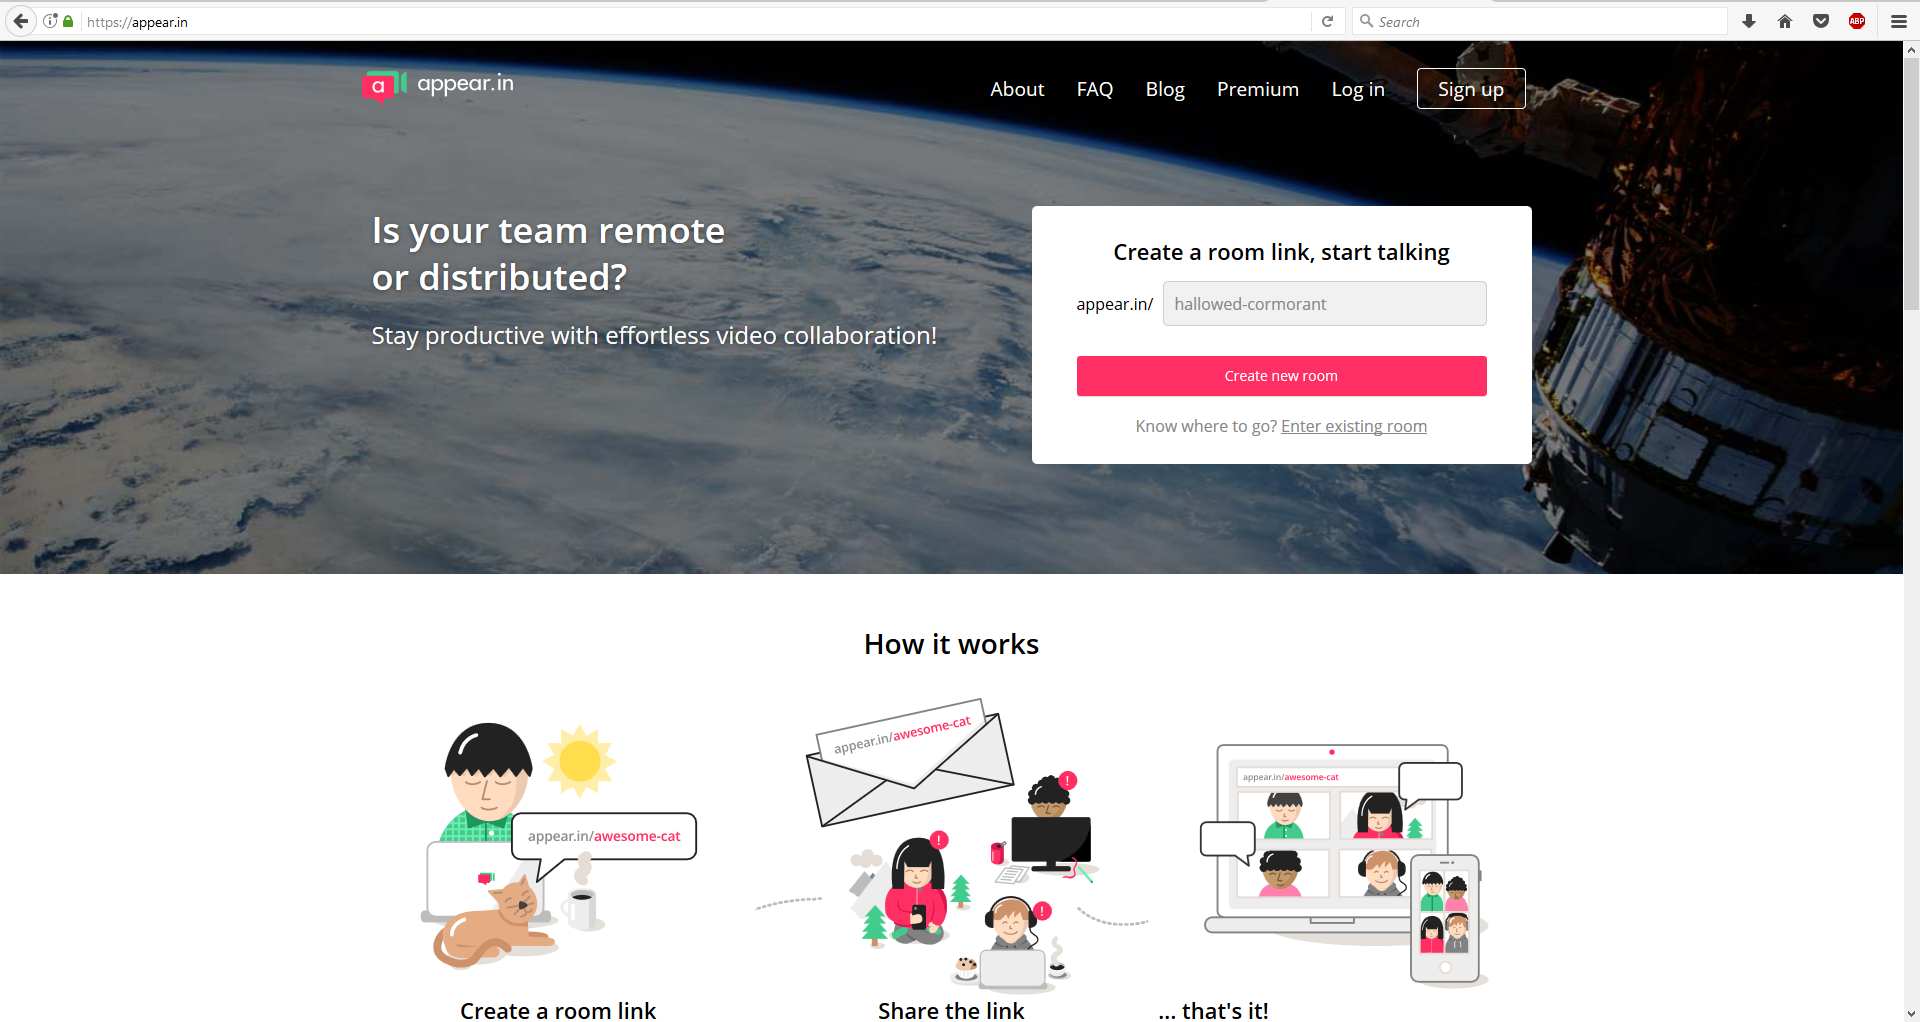 https://appear.in
Search
ABP
a appear.in
About FAQ Blog Premium Log in Sign up
Is your team remote
or distributed?
Stay productive with effortless video collaboration!
Create a room link, start talking
appear.in/ hallowed-cormorant
Create new room
Know where to go? Enter existing room
How it works
appear.in/awesome-cat
appear.in/awesome-cat
!
!
!
appear.in/awesome-cat
Create a room link
Share the link
... that's it!